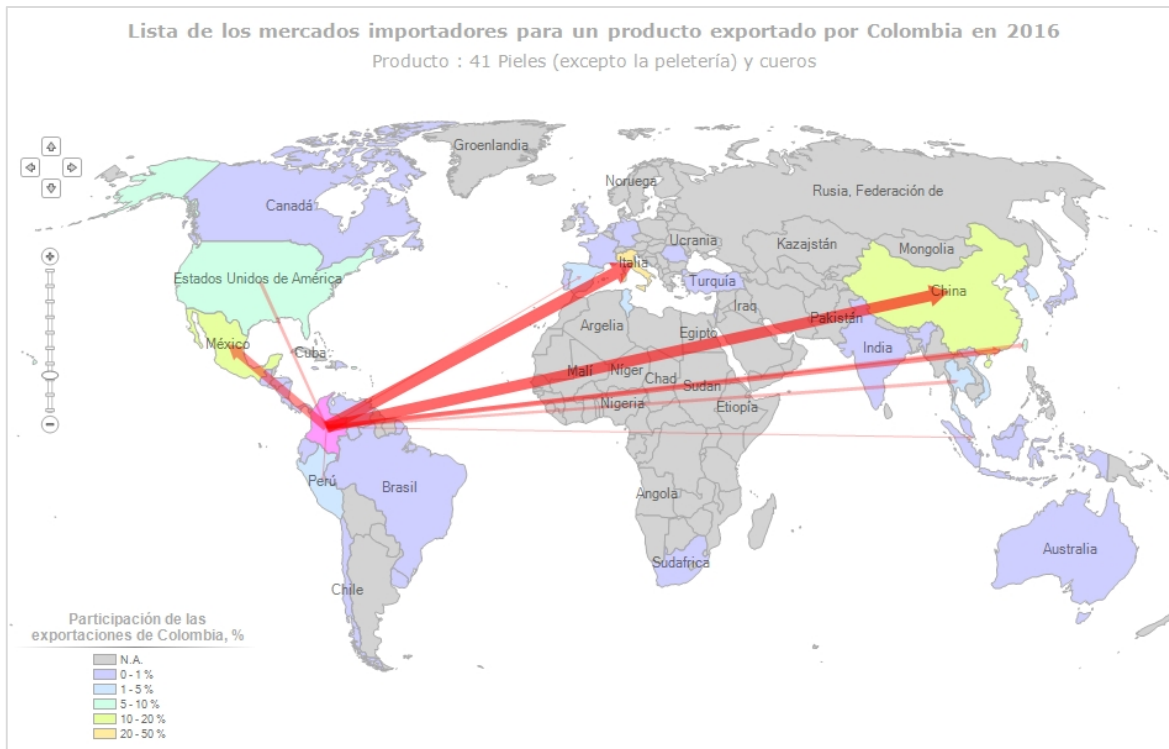 Lista de los mercados importadores para un producto exportado por Colombia en 2016
Producto : 41 Pieles (excepto la peletería) y cueros
Groenlandia
Noruega
Rusia, Federación de
Canadá
Ucrania
Kazajstán
Mongolia
Italia
Estados Unidos de América
Turquia
China
Iraq
Argelia
Pakistán
Egipto
México
India
Cuba
Malí
Níger
Chad
Sudan
Nigeria
Etiopía
Perú
Brasil
Angola
Australia
Sudafrica
Chile
Participación de las
exportaciones de Colombia, %
N.A.
0 - 1 %
1 - 5 %
5 - 10 %
10 - 20 %
20 - 50 %